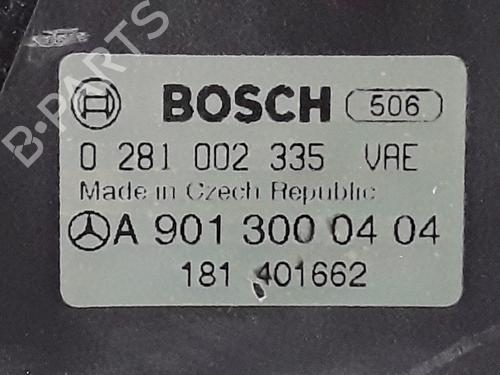 BOSCH 506
0 281 002 335 VAE
Made in Czech Republic
A 901 300 04 04
181 401662
B-PARTS